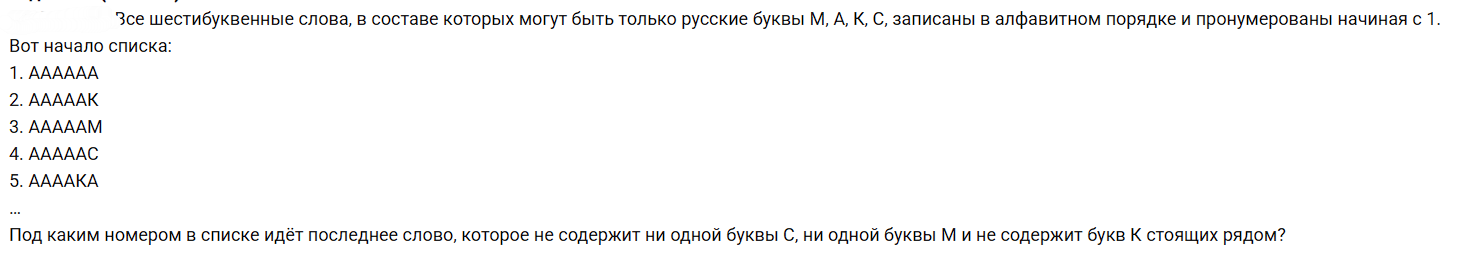 Все шестибуквенные слова, в составе которых могут быть только русские буквы М, А, К, С, записаны в алфавитном порядке и пронумерованы начиная с 1.
Вот начало списка:
1. АААААА
2. АААААК
3. АААААМ
4. АААААС
5. ААААКА
...
Под каким номером в списке идёт последнее слово, которое не содержит ни одной буквы С, ни одной буквы М и не содержит букв К стоящих рядом?